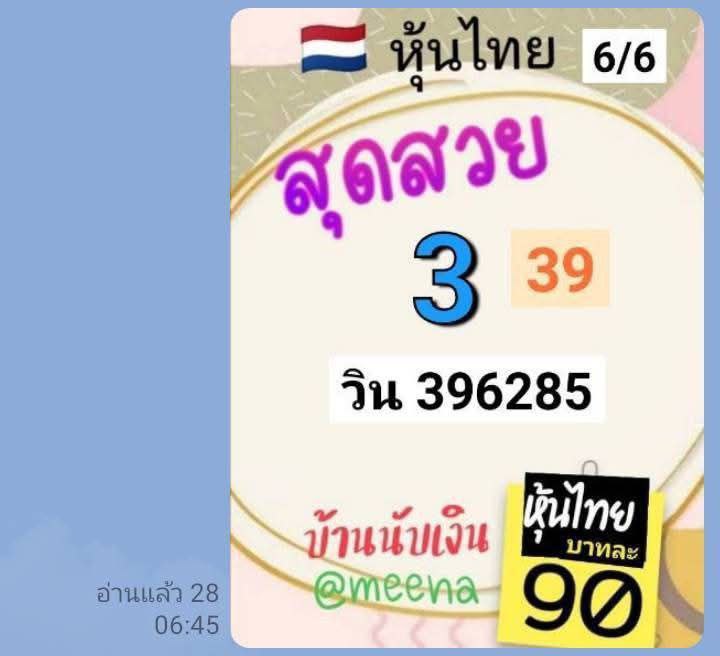 หุ้นไทย 6/6
สุดสวย
3 39
วิน 396285
บ้านนับเงิน
@meena
หุ้นไทย
บาทละ
90
อ่านแล้ว 28
06:45